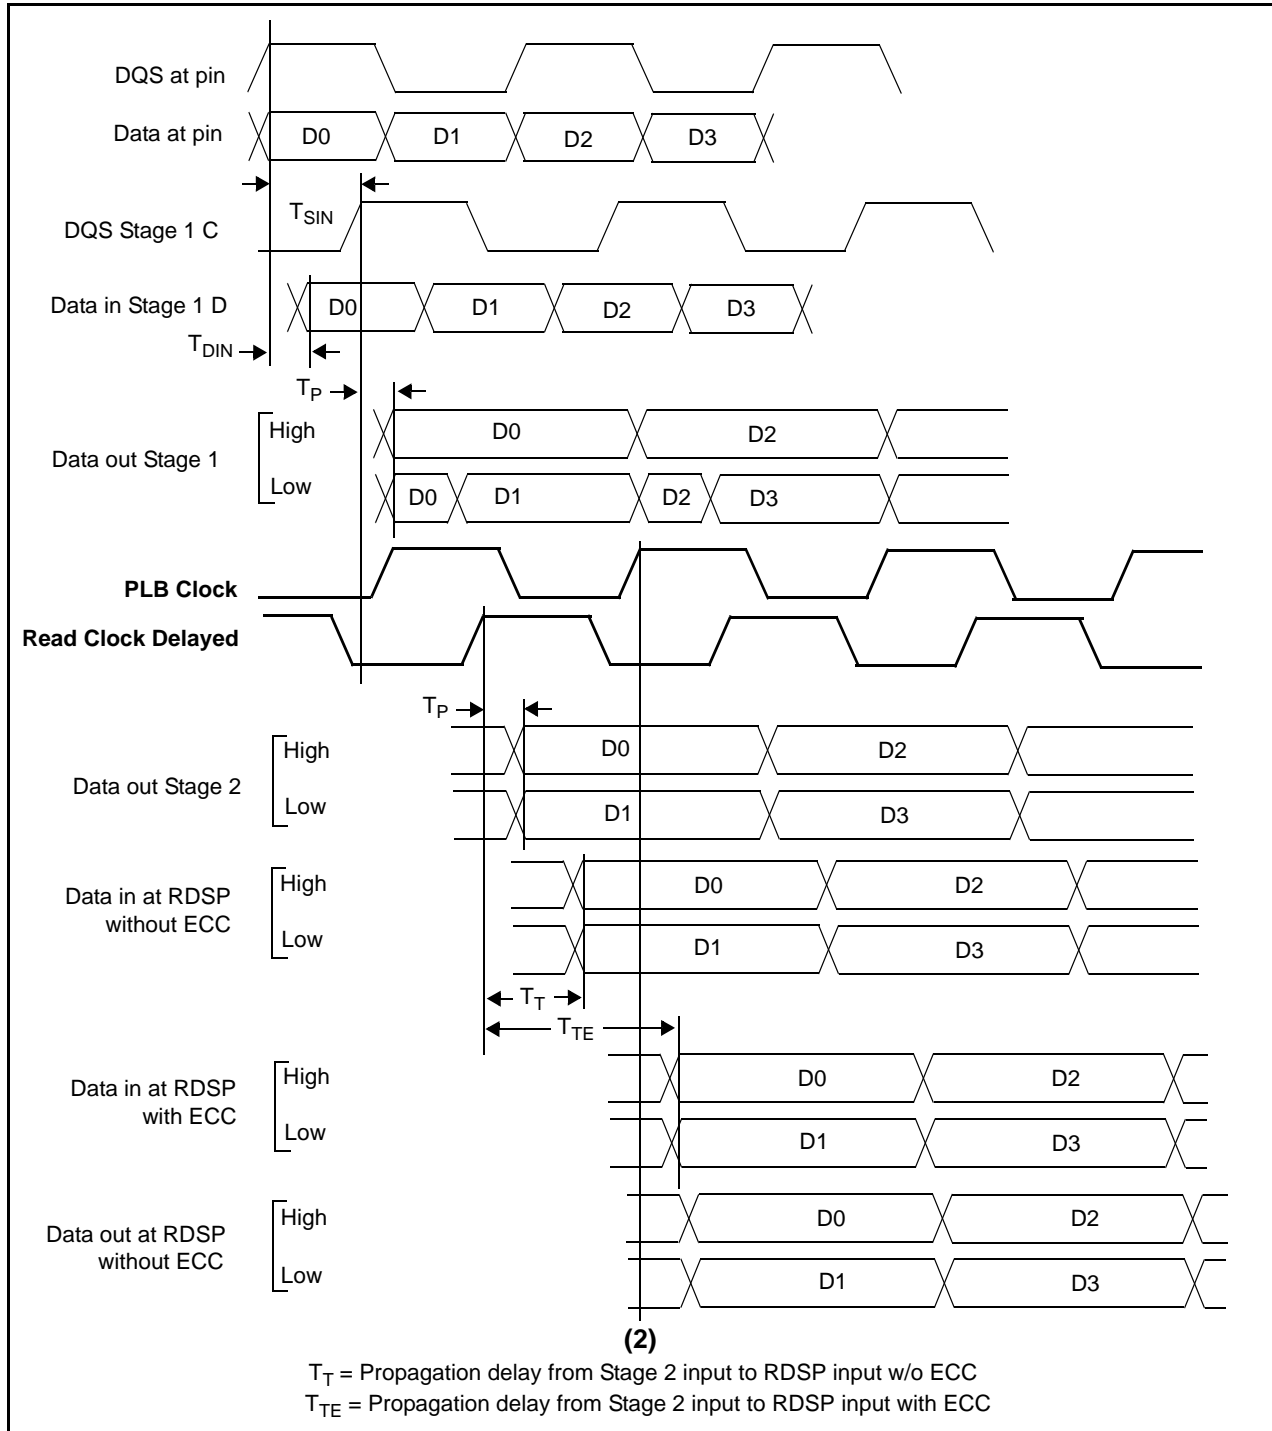 DQS at pin
Data at pin
D0 D1 D2 D3
TSIN
DQS Stage 1 C
Data in Stage 1 D
D0 D1 D2 D3
TDIN
TP
High
D0 D2
Data out Stage 1
Low
D0 D1 D2 D3
PLB Clock
Read Clock Delayed
TP
High
D0 D2
Data out Stage 2
Low
D1 D3
Data in at RDSP
without ECC
High
D0 D2
Low
D1 D3
TT
TTE
Data in at RDSP
with ECC
High
D0 D2
Low
D1 D3
Data out at RDSP
without ECC
High
D0 D2
Low
D1 D3
(2)
TT = Propagation delay from Stage 2 input to RDSP input w/o ECC
TTE = Propagation delay from Stage 2 input to RDSP input with ECC